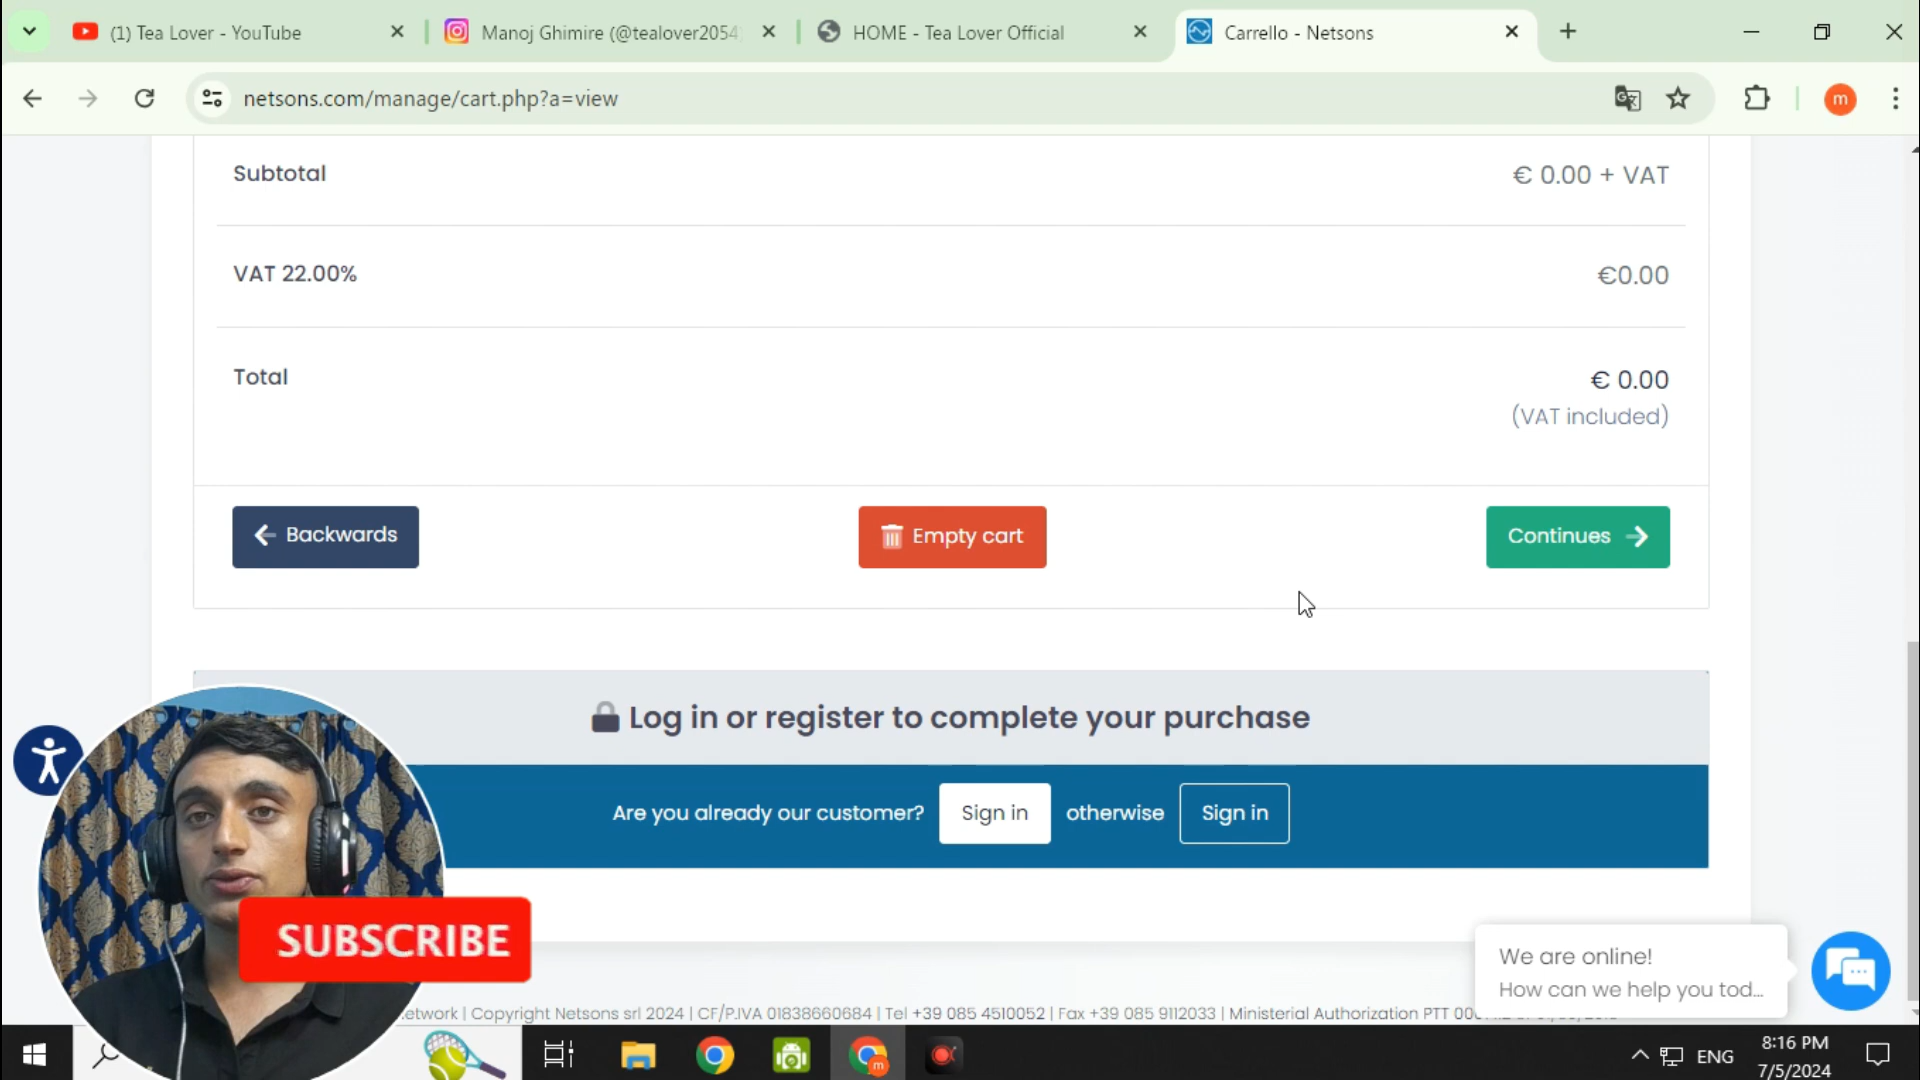 (1) Tea Lover - YouTube
Manoj Ghimire (@tealover2054
HOME - Tea Lover Official
Carrello - Netsons
netsons.com/manage/cart.php?a=view
m
Subtotal
€ 0.00 + VAT
VAT 22.00%
€0.00
Total
€ 0.00
(VAT included)
Backwards
Empty cart
Continues
Log in or register to complete your purchase
Are you already our customer?
Sign in
otherwise
Sign in
SUBSCRIBE
We are online!
How can we help you tod...
etwork | Copyright Netsons srl 2024 | CF/P.IVA 01838660684 | Tel +39 085 4510052 | Fax +39 085 9112033 | Ministerial Authorization PTT
ENG
8:16 PM
7/5/2024